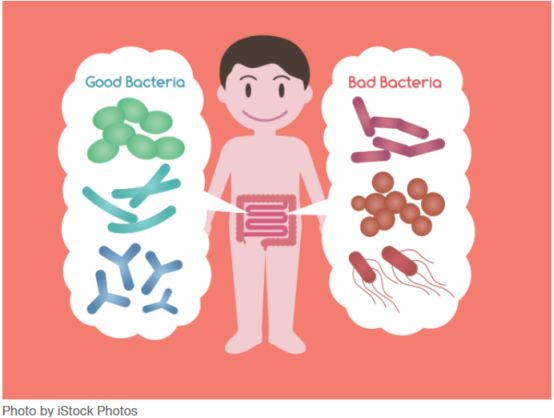 Good Bacteria
Bad Bacteria
Photo by iStock Photos